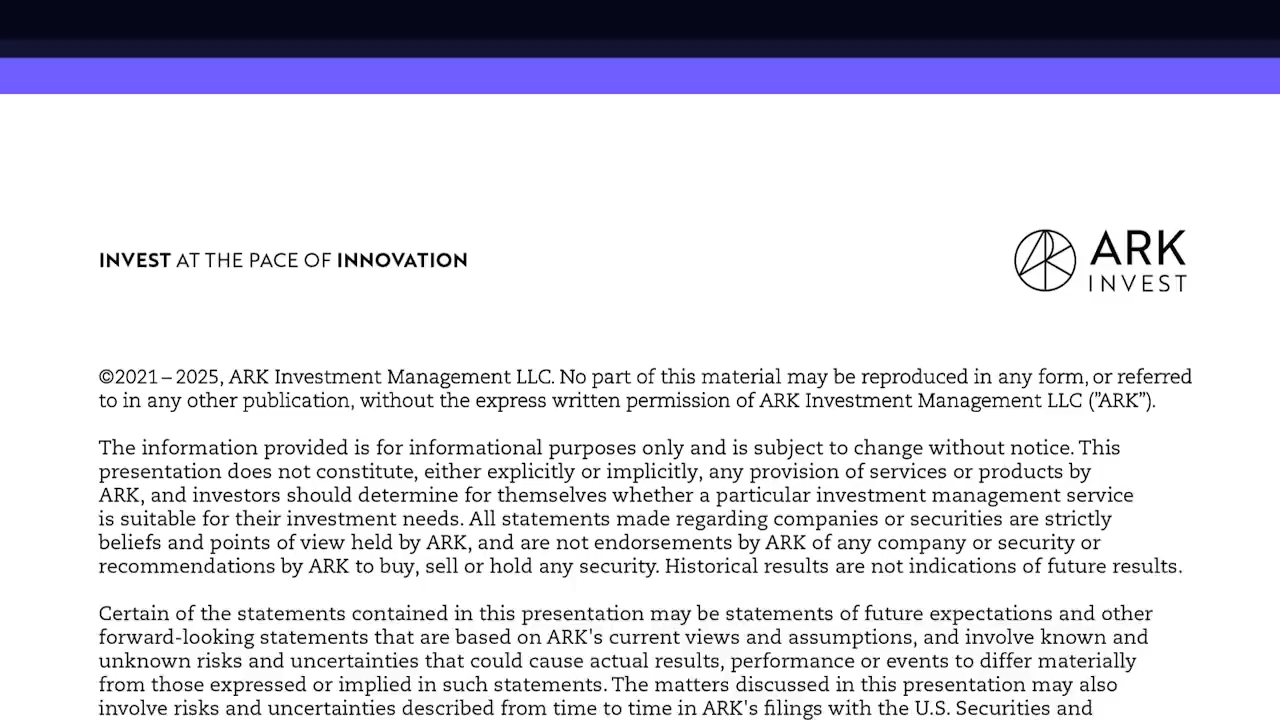 INVEST AT THE PACE OF INNOVATION
ARK
INVEST
©2021 – 2025, ARK Investment Management LLC. No part of this material may be reproduced in any form, or referred
to in any other publication, without the express written permission of ARK Investment Management LLC (”ARK”).
The information provided is for informational purposes only and is subject to change without notice. This
presentation does not constitute, either explicitly or implicitly, any provision of services or products by
ARK, and investors should determine for themselves whether a particular investment management service
is suitable for their investment needs. All statements made regarding companies or securities are strictly
beliefs and points of view held by ARK, and are not endorsements by ARK of any company or security or
recommendations by ARK to buy, sell or hold any security. Historical results are not indications of future results.
Certain of the statements contained in this presentation may be statements of future expectations and other
forward-looking statements that are based on ARK's current views and assumptions, and involve known and
unknown risks and uncertainties that could cause actual results, performance or events to differ materially
from those expressed or implied in such statements. The matters discussed in this presentation may also
involve risks and uncertainties described from time to time in ARK's filings with the U.S. Securities and